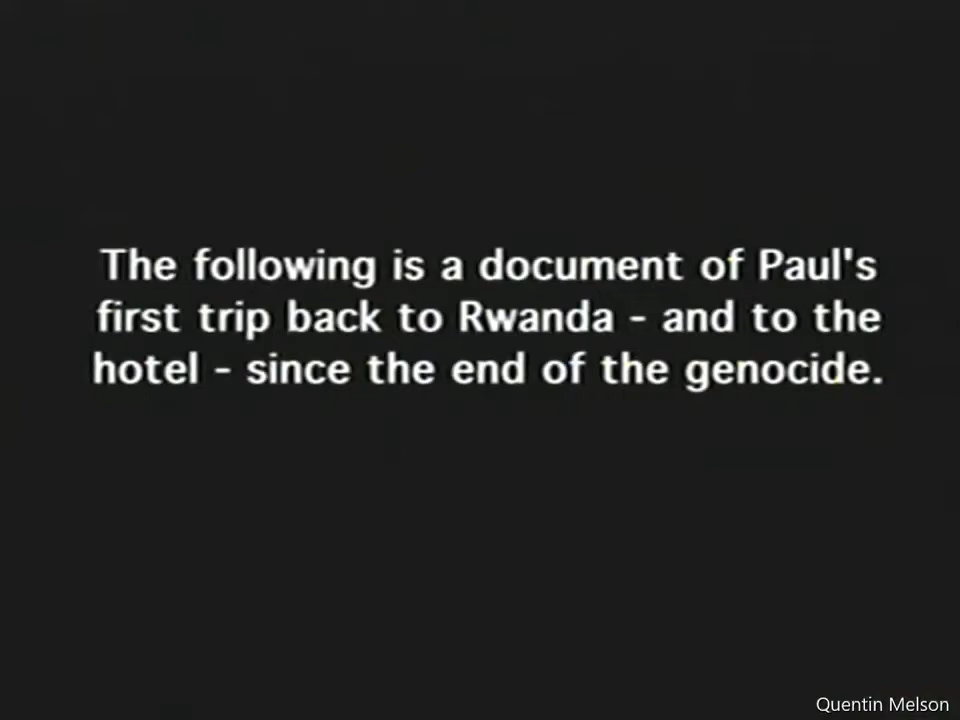 The following is a document of Paul's
first trip back to Rwanda - and to the
hotel - since the end of the genocide.
Quentin Melson